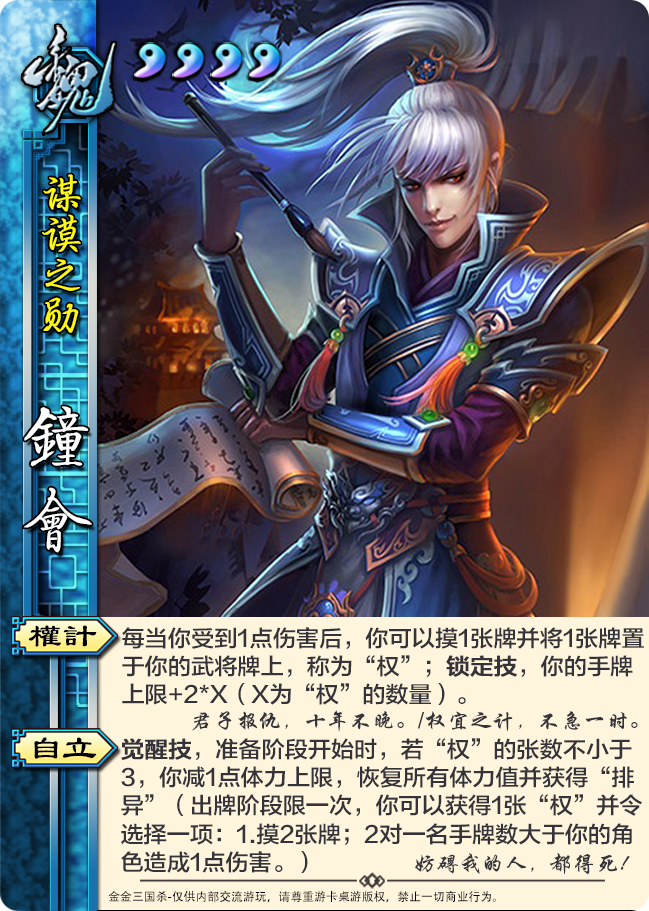 魏
谋谟之勋
鐘會
權計
每当你受到1点伤害后，你可以摸1张牌并将1张牌置
于你的武将牌上，称为“权”；锁定技，你的手牌
上限+2*X（X为“权”的数量）。
君子报仇，十年不晚。/权宜之计，不急一时。
自立
觉醒技，准备阶段开始时，若“权”的张数不小于
3，你减1点体力上限，恢复所有体力值并获得“排
异”（出牌阶段限一次，你可以获得1张“权”并令
选择一项：1.摸2张牌；2对一名手牌数大于你的角
色造成1点伤害。）
妨碍我的人，都得死！
金金三国杀-仅供内部交流游玩，请尊重游卡桌游版权，禁止一切商业行为。